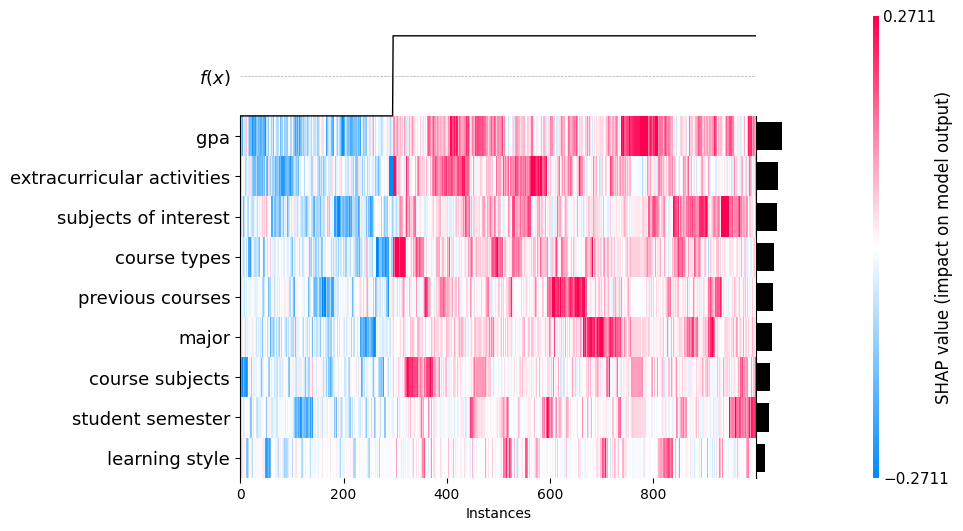 0.2711
f(x)
gpa
extracurricular activities
subjects of interest
course types
previous courses
major
course subjects
student semester
learning style
SHAP value (impact on model output)
−0.2711
0 200 400 600 800
Instances